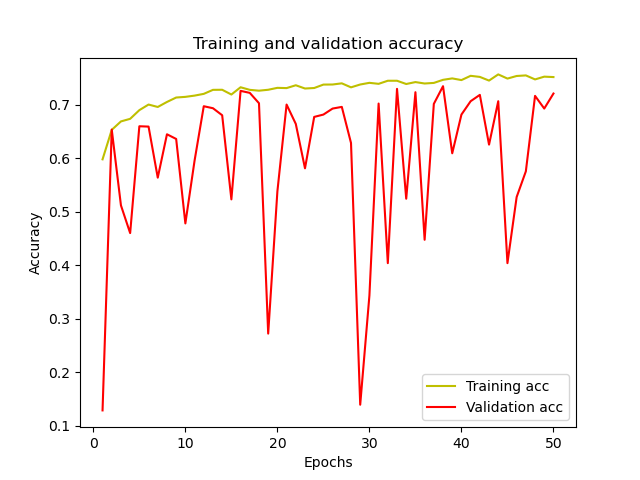 Training and validation accuracy
Accuracy
0.7
0.6
0.5
0.4
0.3
0.2
0.1
Training acc
Validation acc
0
10
20
30
40
50
Epochs